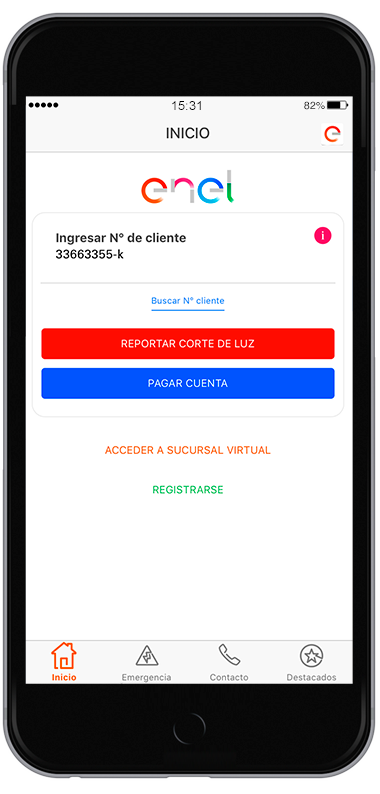 15:31
82%
INICIO
e
enel
Ingresar N° de cliente
i
33663355-k
Buscar N° cliente
REPORTAR CORTE DE LUZ
PAGAR CUENTA
ACCEDER A SUCURSAL VIRTUAL
REGISTRARSE
Inicio
Emergencia
Contacto
Destacados